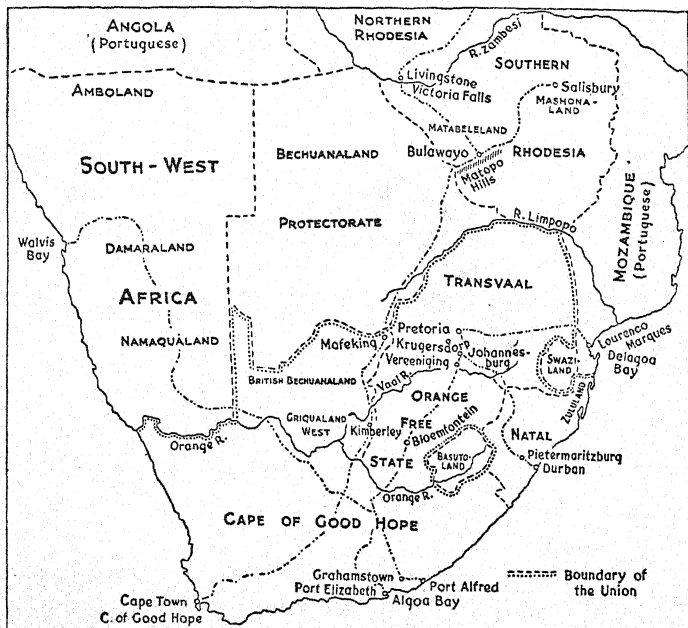 ANGOLA
(Portuguese)
NORTHERN
RHODESIA
R. Zambesi
AMBOLAND
Livingstone
Victoria Falls
SOUTHERN
Salisbury
MASHONA-
LAND
MATABELELAND
SOUTH-WEST
BECHUANALAND
Bulawayo
RHODESIA
Matopo
Hills
MOZAMBIQUE
(Portuguese)
PROTECTORATE
R. Limpopo
Walvis
Bay
DAMARALAND
TRANSVAAL
AFRICA
NAMAQUALAND
Mafeking
Pretoria
Krugersdorp
Johannes-
burg
Vereeniging
Lourenco
Marques
Delagoa
Bay
SWAZI-
LAND
ZULULAND
BRITISH BECHUANALAND
Vaal R.
ORANGE
GRIQUALAND
WEST
Kimberley
FREE
Bloemfontein
NATAL
Orange R.
STATE
BASUTO-
LAND
Pietermaritzburg
Durban
Orange R.
CAPE OF GOOD HOPE
Grahamstown
Port Elizabeth
Port Alfred
Algoa Bay
Boundary of
the Union
Cape Town
C. of Good Hope